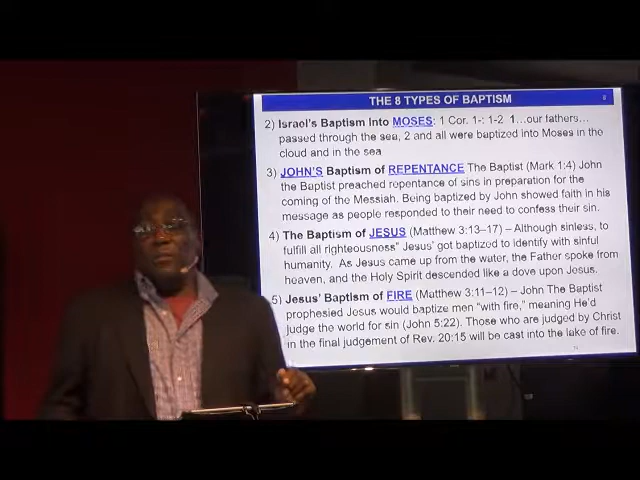 THE 8 TYPES OF BAPTISM
2) Israel's Baptism Into MOSES: 1 Cor. 1-: 1-2 1…our fathers…
passed through the sea, 2 and all were baptized into Moses in the
cloud and in the sea
3) JOHN'S Baptism of REPENTANCE The Baptist (Mark 1:4) John
the Baptist preached repentance of sins in preparation for the
coming of the Messiah. Being baptized by John showed faith in his
message as people responded to their need to confess their sin.
4) The Baptism of JESUS (Matthew 3:13–17) – Although sinless, to
fulfill all righteousness" Jesus' got baptized to identify with sinful
humanity. As Jesus came up from the water, the Father spoke from
heaven, and the Holy Spirit descended like a dove upon Jesus.
5) Jesus' Baptism of FIRE (Matthew 3:11–12) – John The Baptist
prophesied Jesus would baptize men "with fire," meaning He'd
judge the world for sin (John 5:22). Those who are judged by Christ
in the final judgement of Rev. 20:15 will be cast into the lake of fire.